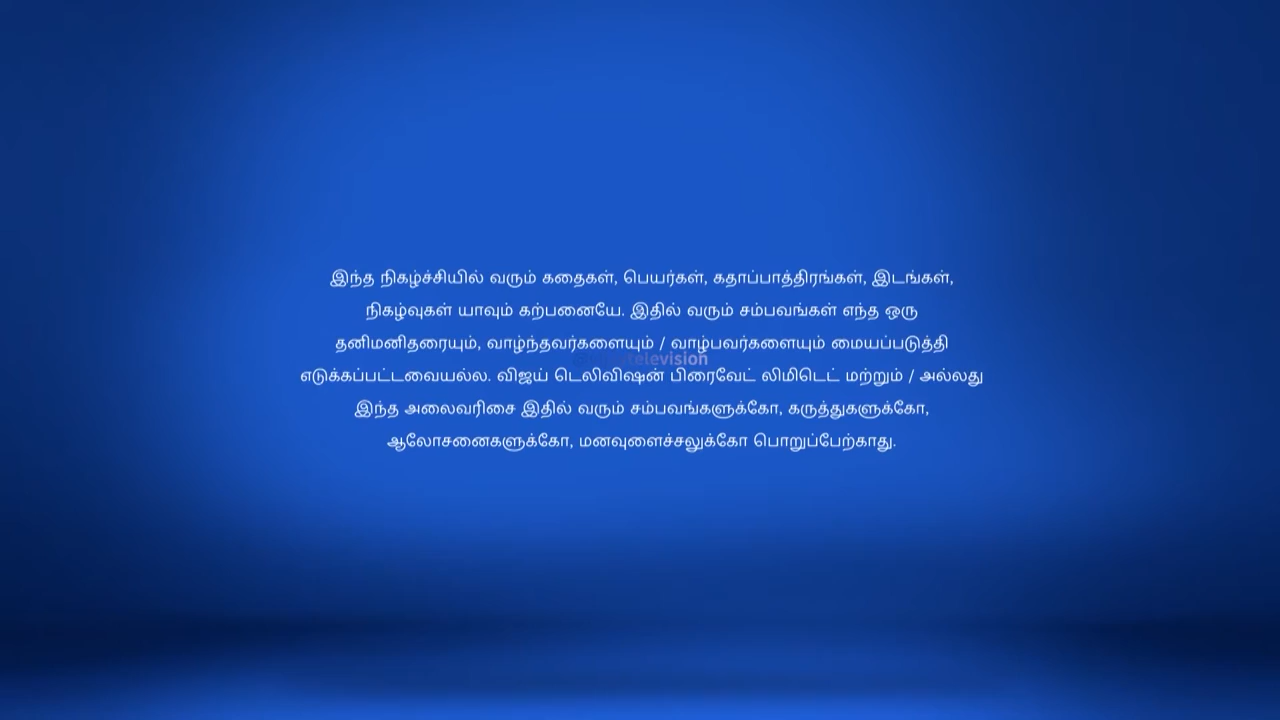 இந்த நிகழ்ச்சியில் வரும் கதைகள், பெயர்கள், கதாப்பாத்திரங்கள், இடங்கள்,
நிகழ்வுகள் யாவும் கற்பனையே. இதில் வரும் சம்பவங்கள் எந்த ஒரு
தனிமனிதரையும், வாழ்ந்தவர்களையும் / வாழ்பவர்களையும் மையப்படுத்தி
television
எடுக்கப்பட்டவையல்ல. விஜய் டெலிவிஷன் பிரைவேட் லிமிடெட் மற்றும் / அல்லது
இந்த அலைவரிசை இதில் வரும் சம்பவங்களுக்கோ, கருத்துகளுக்கோ,
ஆலோசனைகளுக்கோ, மனவுளைச்சலுக்கோ பொறுப்பேற்காது.